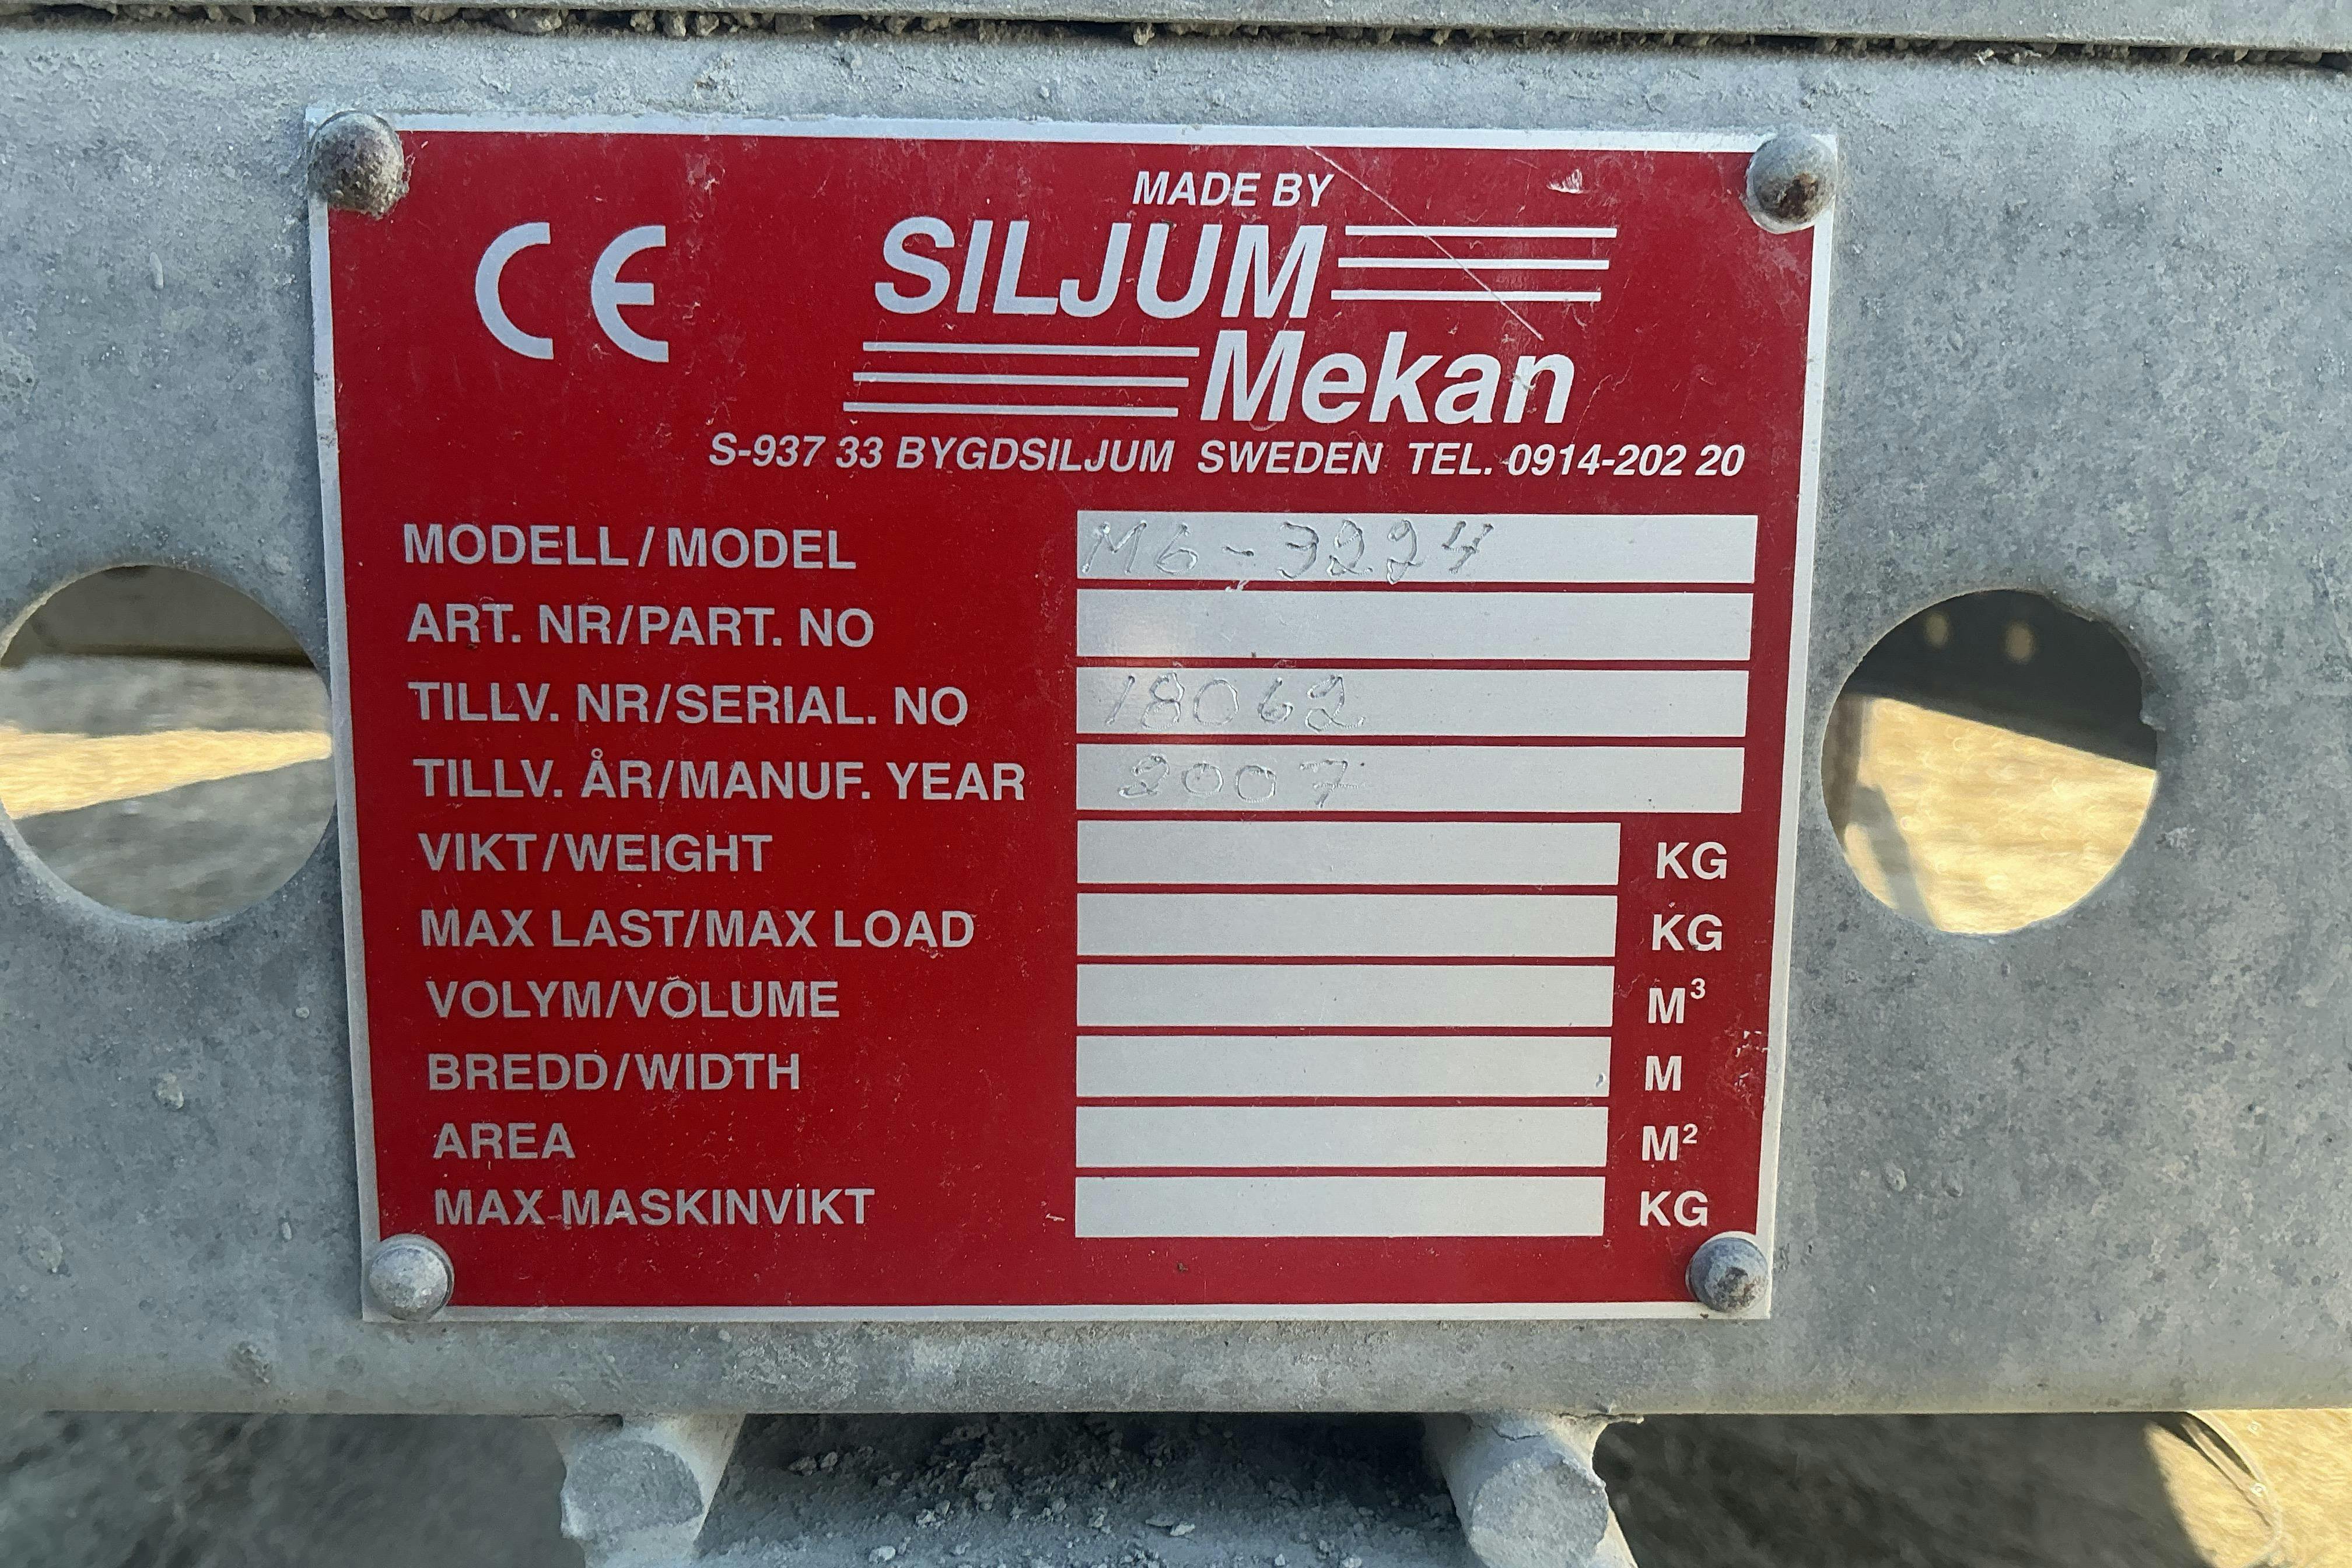 MADE BY
CE
SILJUM
Mekan
S-937 33 BYGDSILJUM SWEDEN TEL. 0914-202 20
MODELL/MODEL M6-3224
ART. NR/PART. NO
TILLV. NR/SERIAL. NO 18062
TILLV. ÅR/MANUF. YEAR 2007
VIKT/WEIGHT KG
MAX LAST/MAX LOAD KG
VOLYM/VOLUME M³
BREDD/WIDTH M
AREA M²
MAX MASKINVIKT KG